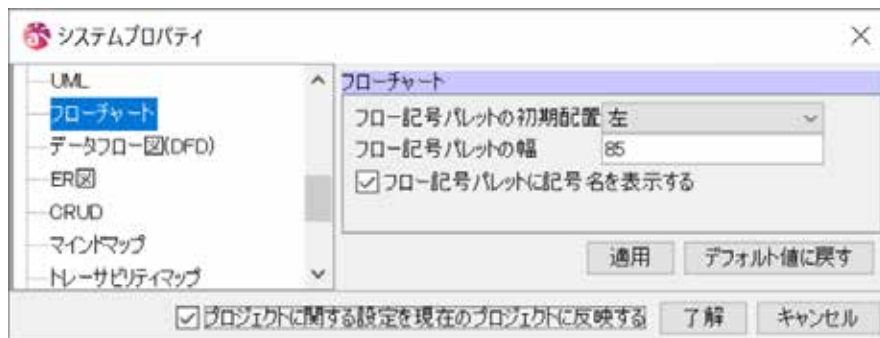 システムプロパティ
UML
フローチャート
データフロー図(DFD)
ER図
CRUD
マインドマップ
トレーサビリティマップ
フローチャート
フロー記号パレットの初期配置 左
フロー記号パレットの幅 85
フロー記号パレットに記号名を表示する
適用 デフォルト値に戻す
プロジェクトに関する設定を現在のプロジェクトに反映する 了解 キャンセル